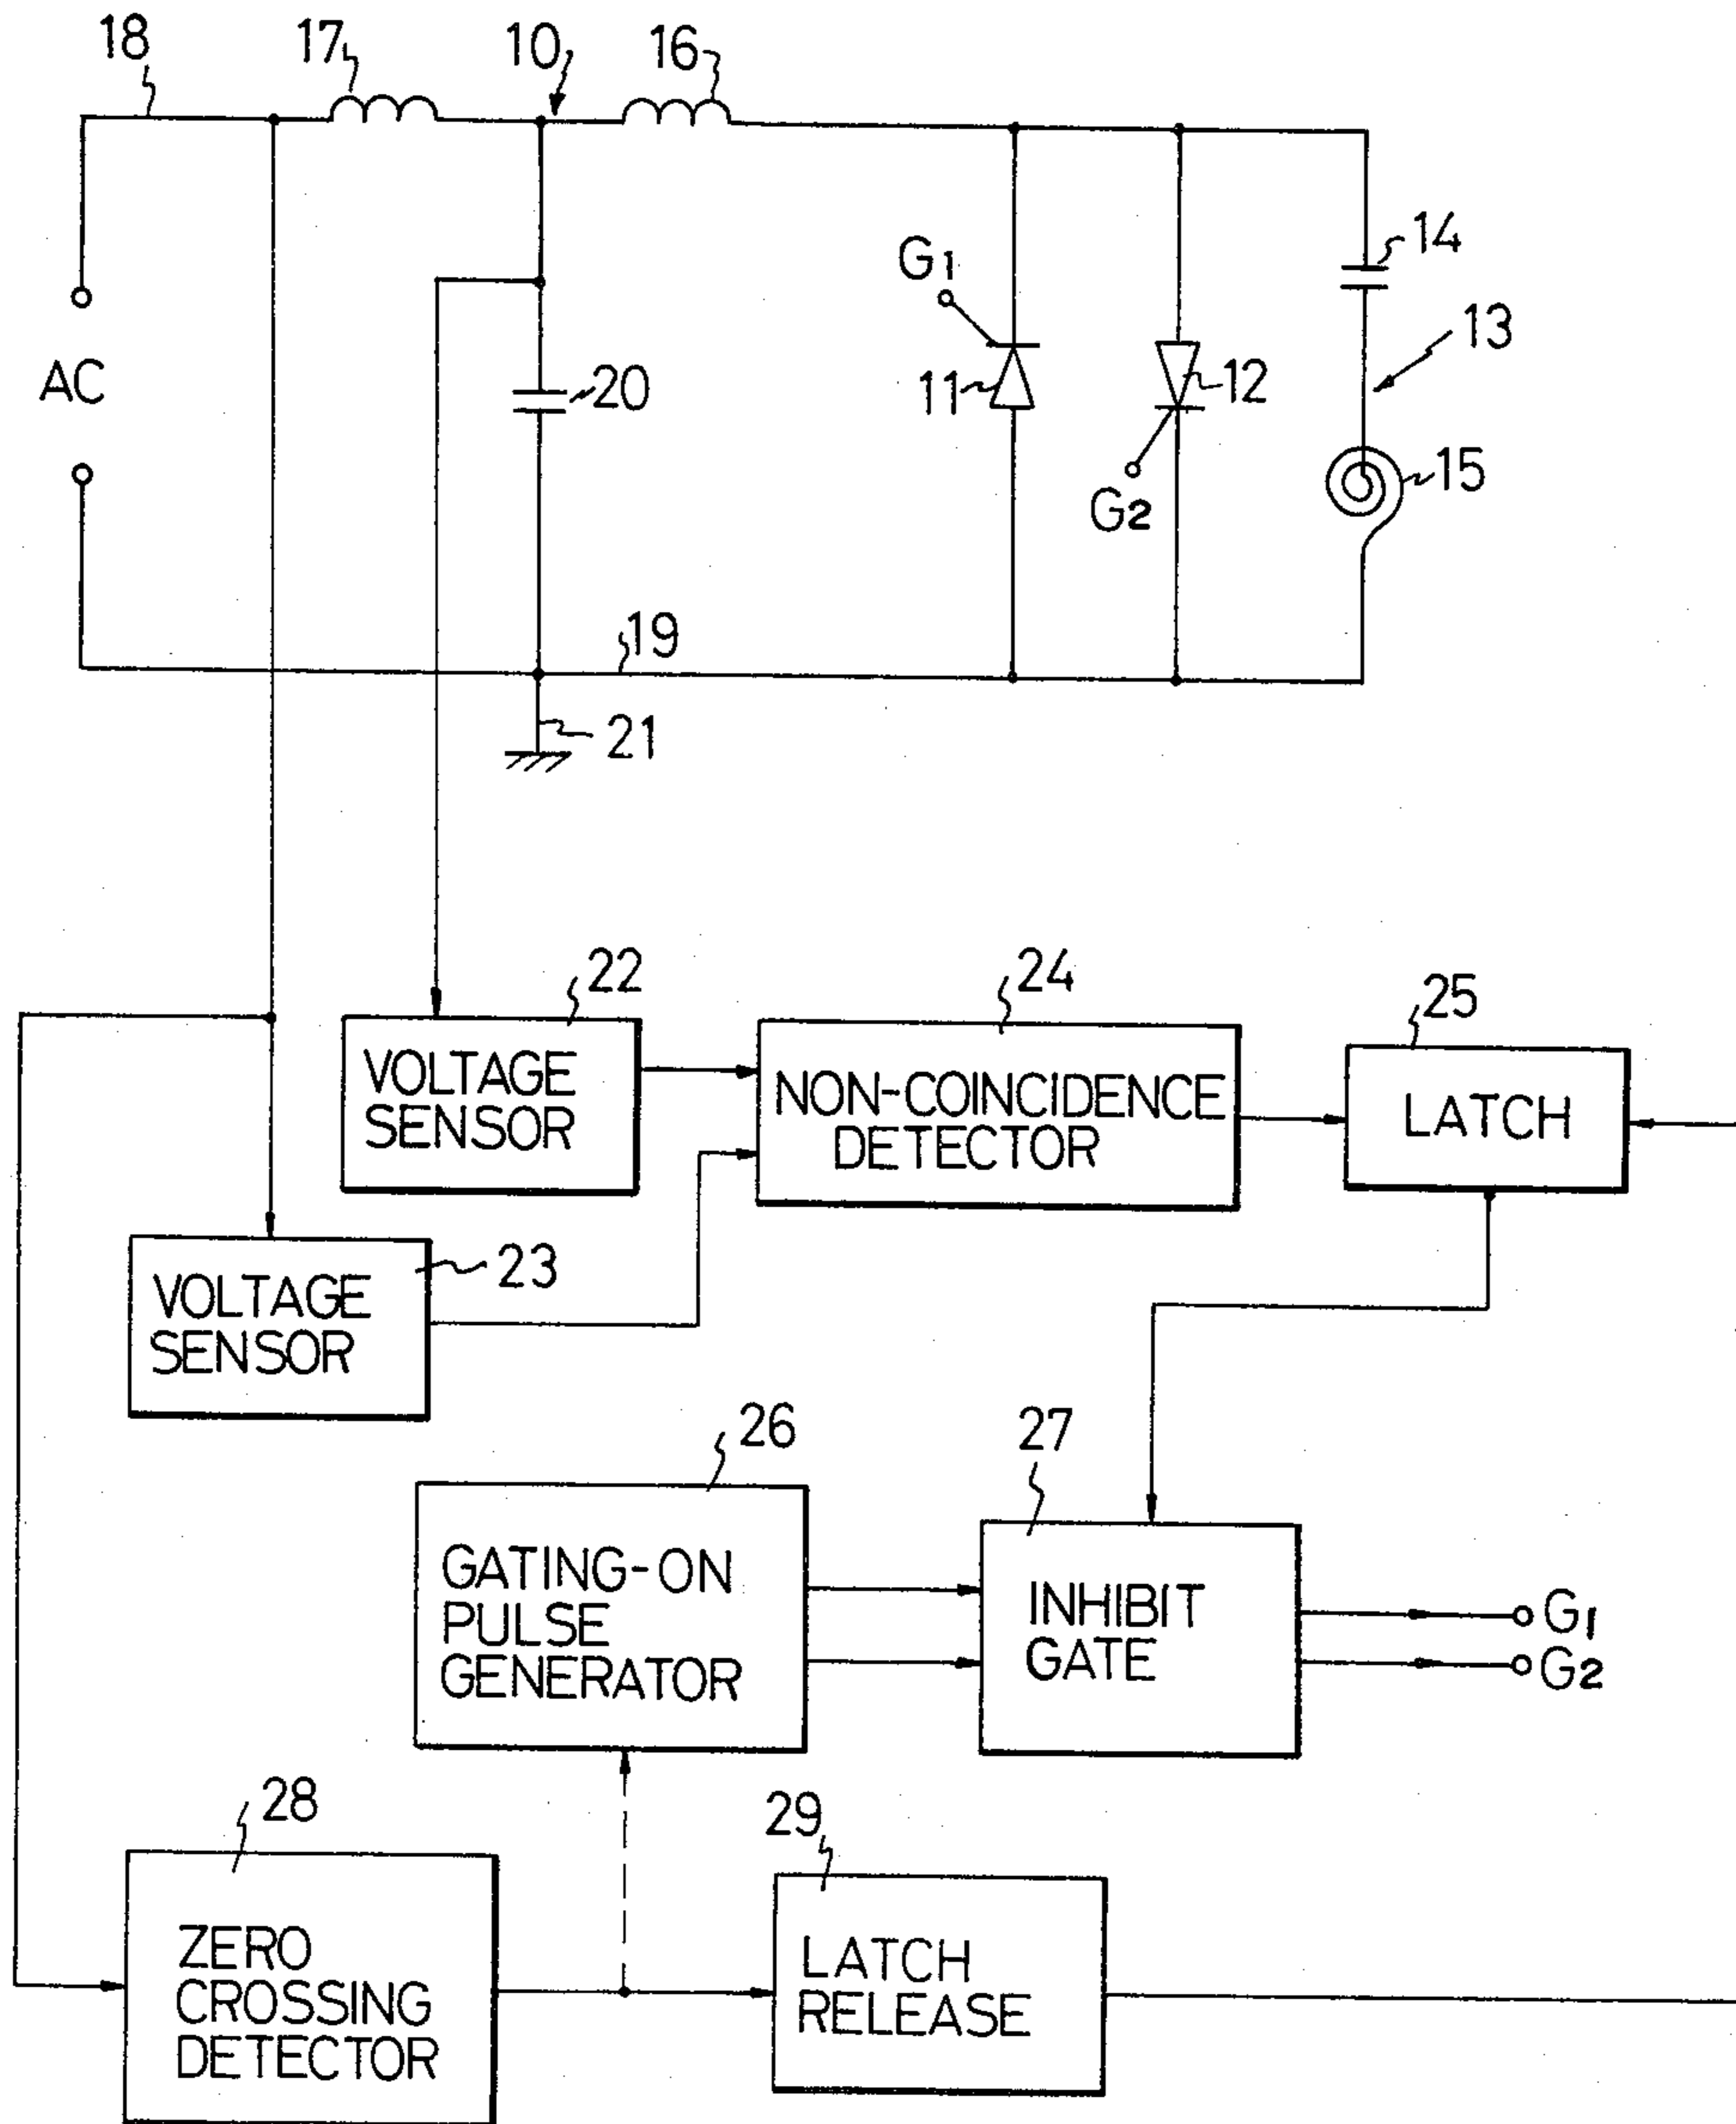 18
17
10
16
G1
14
AC
20
11
12
13
G2
15
19
21
22
24
25
VOLTAGE
SENSOR
NON-COINCIDENCE
DETECTOR
LATCH
23
VOLTAGE
SENSOR
26
27
GATING-ON
PULSE
GENERATOR
INHIBIT
GATE
G1
G2
28
29
ZERO
CROSSING
DETECTOR
LATCH
RELEASE